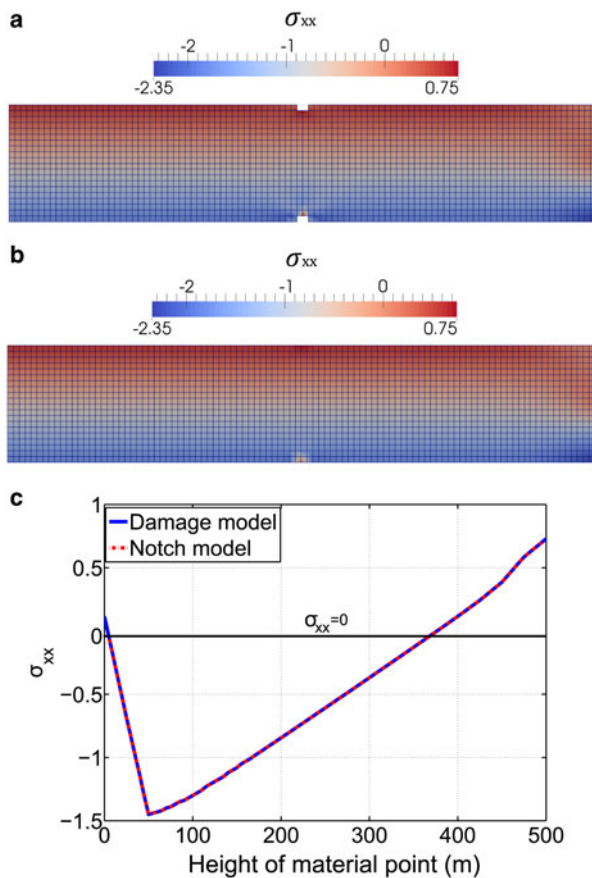 a
σxx
-2 -1 0
-2.35 0.75
b
σxx
-2 -1 0
-2.35 0.75
c
1
0.5
0
−0.5
−1
−1.5
σxx
Damage model
Notch model
σxx=0
0 100 200 300 400 500
Height of material point (m)